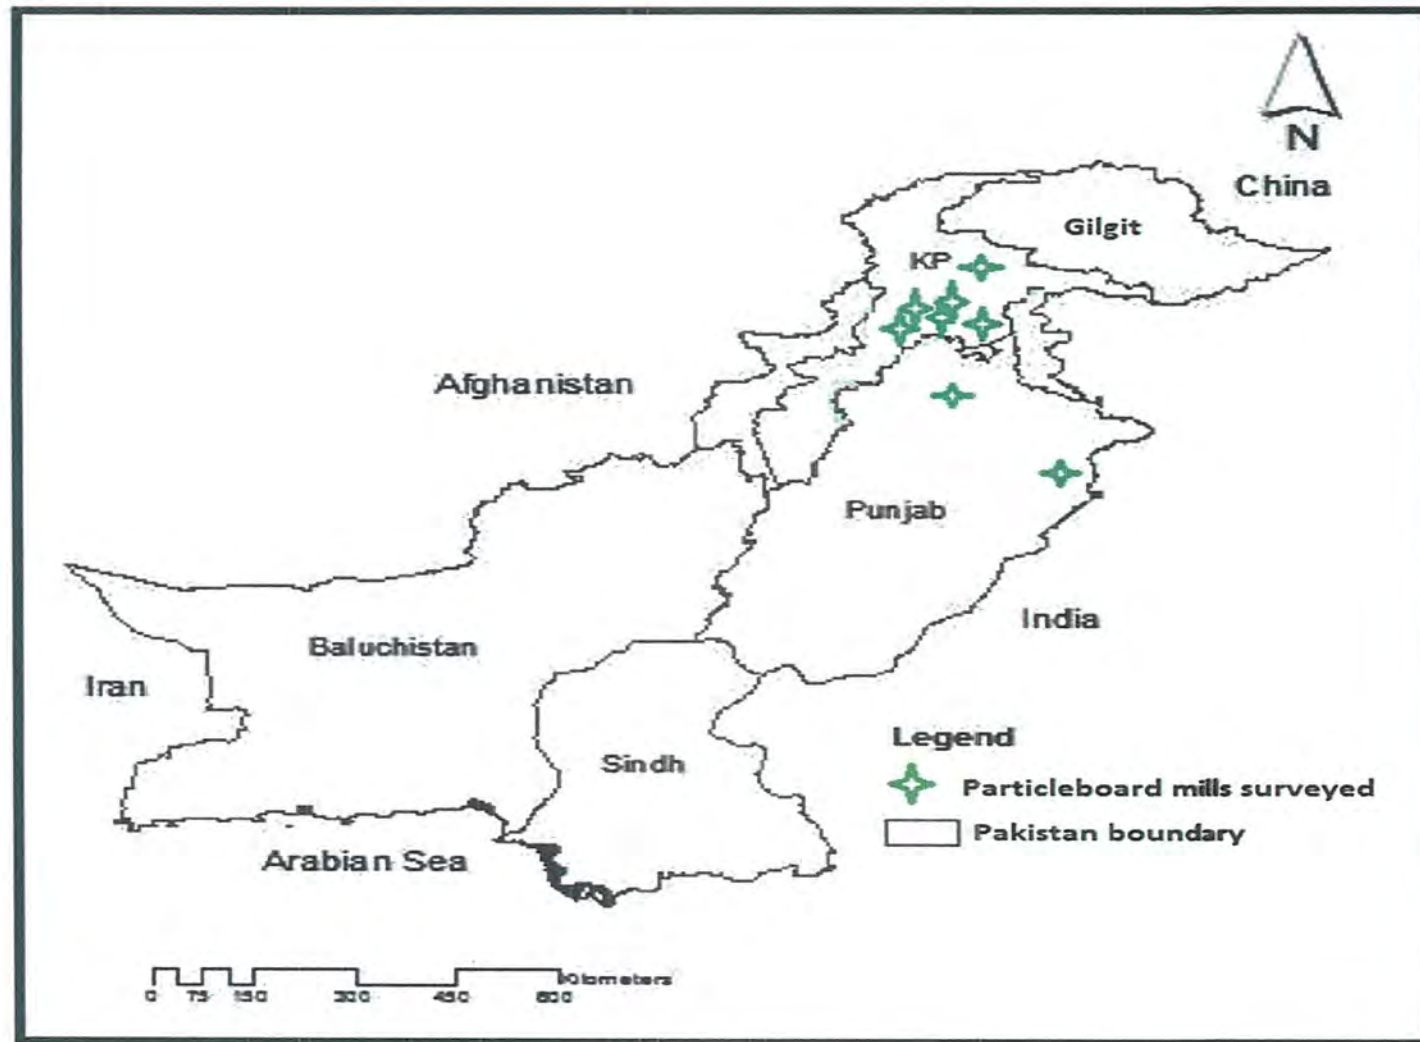 N
China
Gilgit
KP
Afghanistan
Punjab
India
Baluchistan
Iran
Legend
Sindh
Particleboard mills surveyed
Pakistan boundary
Arabian Sea
Kilometers
0 75 150 300 450 600